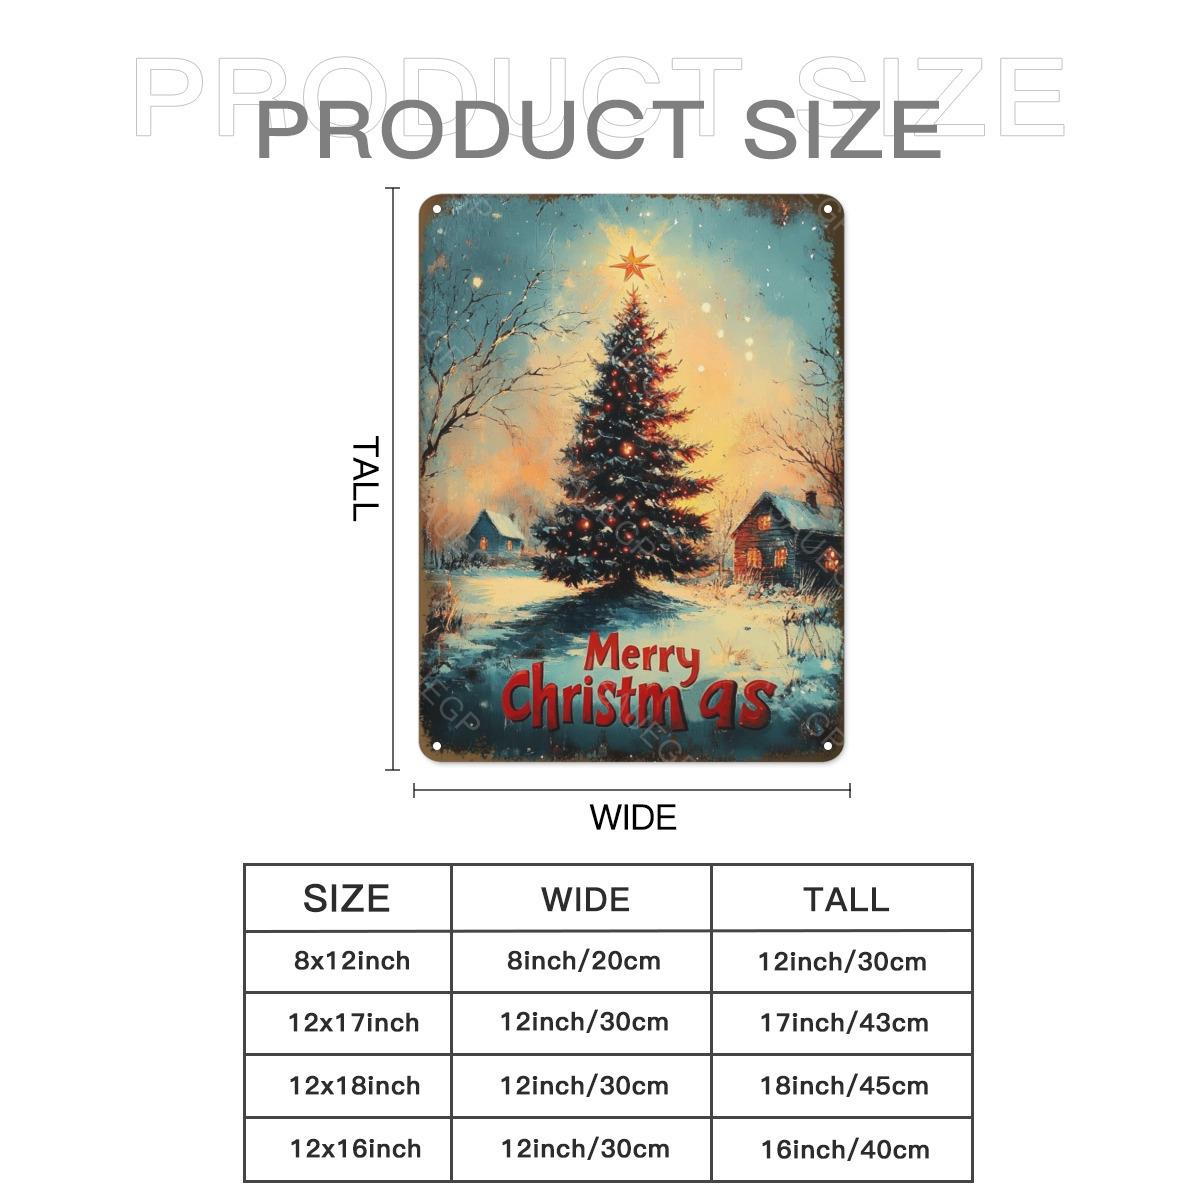 PRODUCT SIZE
PRODUCT SIZE
TALL
Merry
Christm as
WIDE
SIZE WIDE TALL
8x12inch 8inch/20cm 12inch/30cm
12x17inch 12inch/30cm 17inch/43cm
12x18inch 12inch/30cm 18inch/45cm
12x16inch 12inch/30cm 16inch/40cm